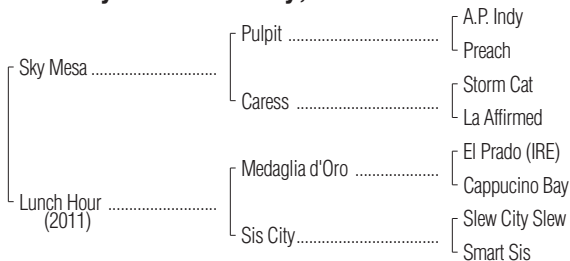 A.P. Indy
Pulpit
Preach
Sky Mesa
Storm Cat
Caress
La Affirmed
El Prado (IRE)
Medaglia d'Oro
Cappucino Bay
Lunch Hour
(2011)
Slew City Slew
Sis City
Smart Sis